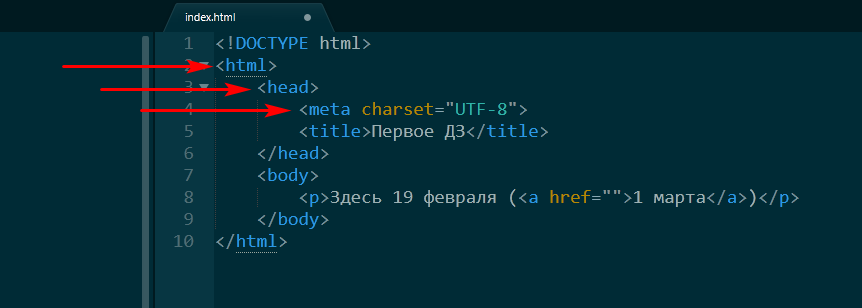 index.html
1 <!DOCTYPE html>
2 <html>
3 <head>
4 <meta charset="UTF-8">
5 <title>Первое ДЗ</title>
6 </head>
7 <body>
8 <p>Здесь 19 февраля (<a href="">1 марта</a>)</p>
9 </body>
10 </html>